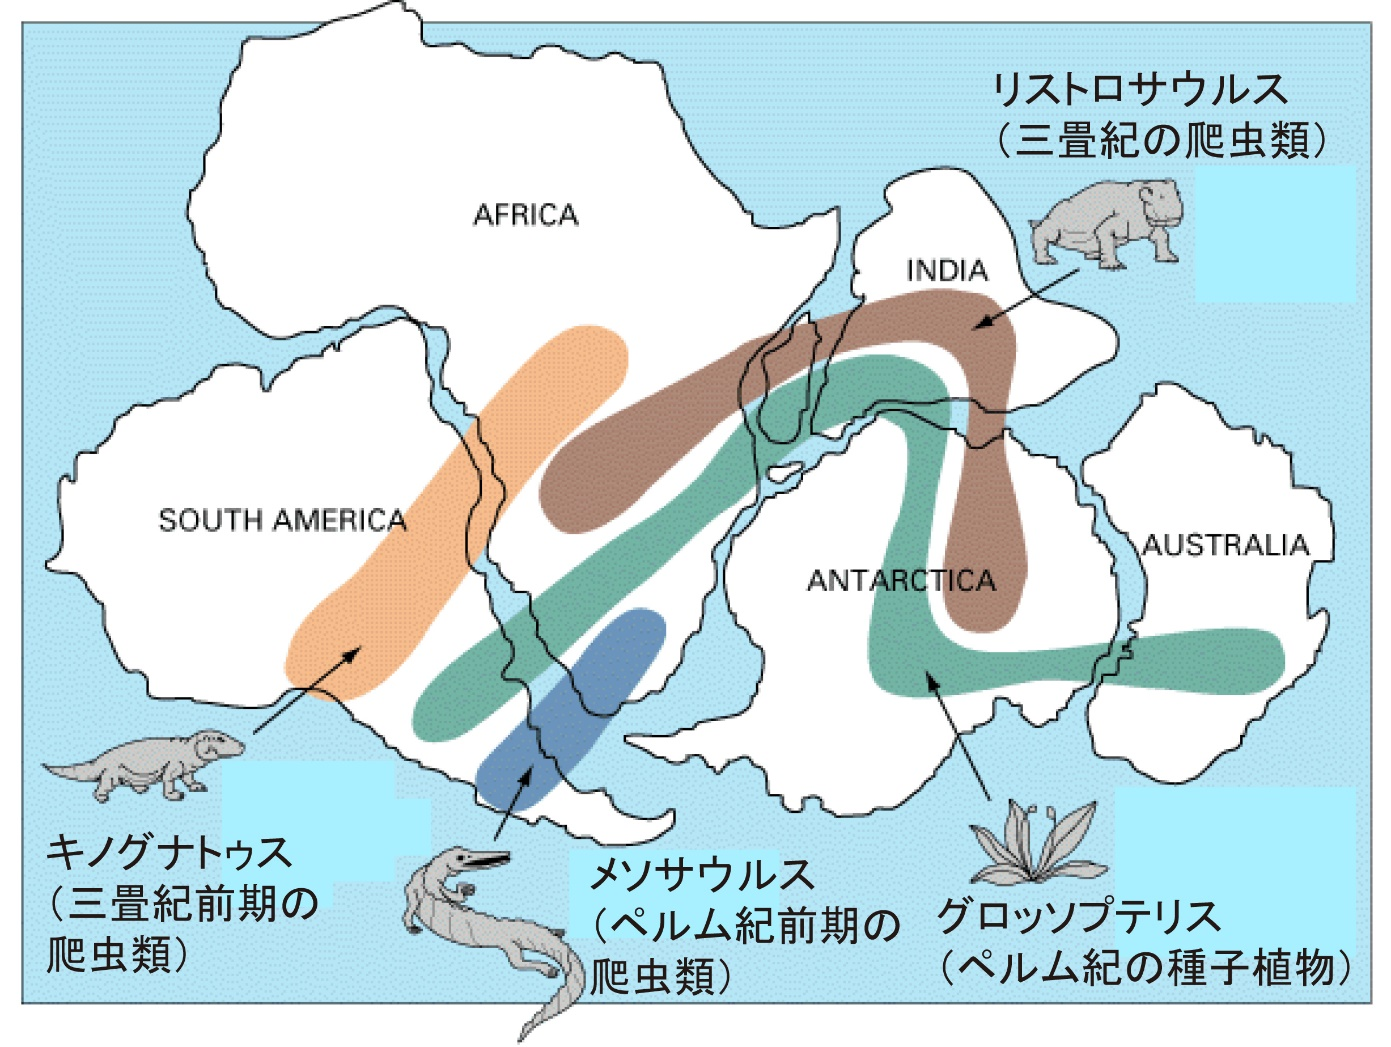 リストロサウルス
（三畳紀の爬虫類）
AFRICA
INDIA
SOUTH AMERICA
AUSTRALIA
ANTARCTICA
キノグナトゥス
（三畳紀前期の
爬虫類）
メソサウルス
（ペルム紀前期の
爬虫類）
グロッソプテリス
（ペルム紀の種子植物）